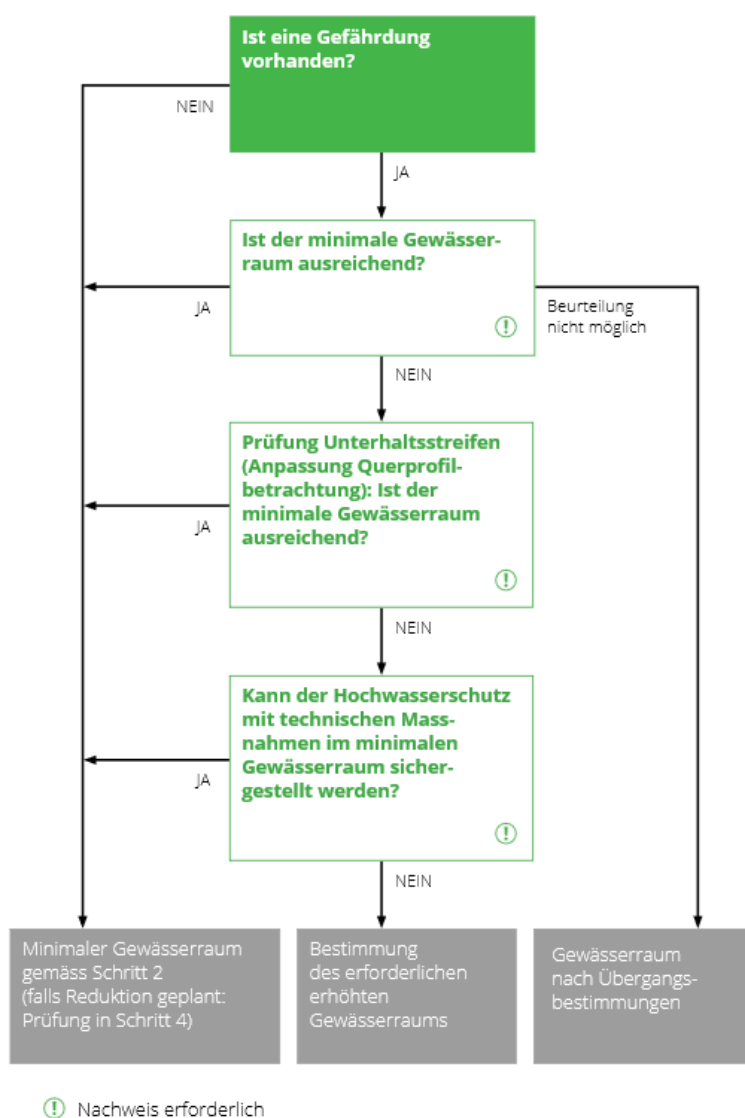 Ist eine Gefährdung
vorhanden?
NEIN
JA
Ist der minimale Gewässer-
raum ausreichend?
JA
Beurteilung
nicht möglich
NEIN
Prüfung Unterhaltsstreifen
(Anpassung Querprofil-
betrachtung): Ist der
minimale Gewässerraum
ausreichend?
JA
NEIN
Kann der Hochwasserschutz
mit technischen Mass-
nahmen im minimalen
Gewässerraum sicher-
gestellt werden?
JA
NEIN
Minimaler Gewässerraum
gemäss Schritt 2
(falls Reduktion geplant:
Prüfung in Schritt 4)
Bestimmung
des erforderlichen
erhöhten
Gewässerraums
Gewässerraum
nach Übergangs-
bestimmungen
Nachweis erforderlich